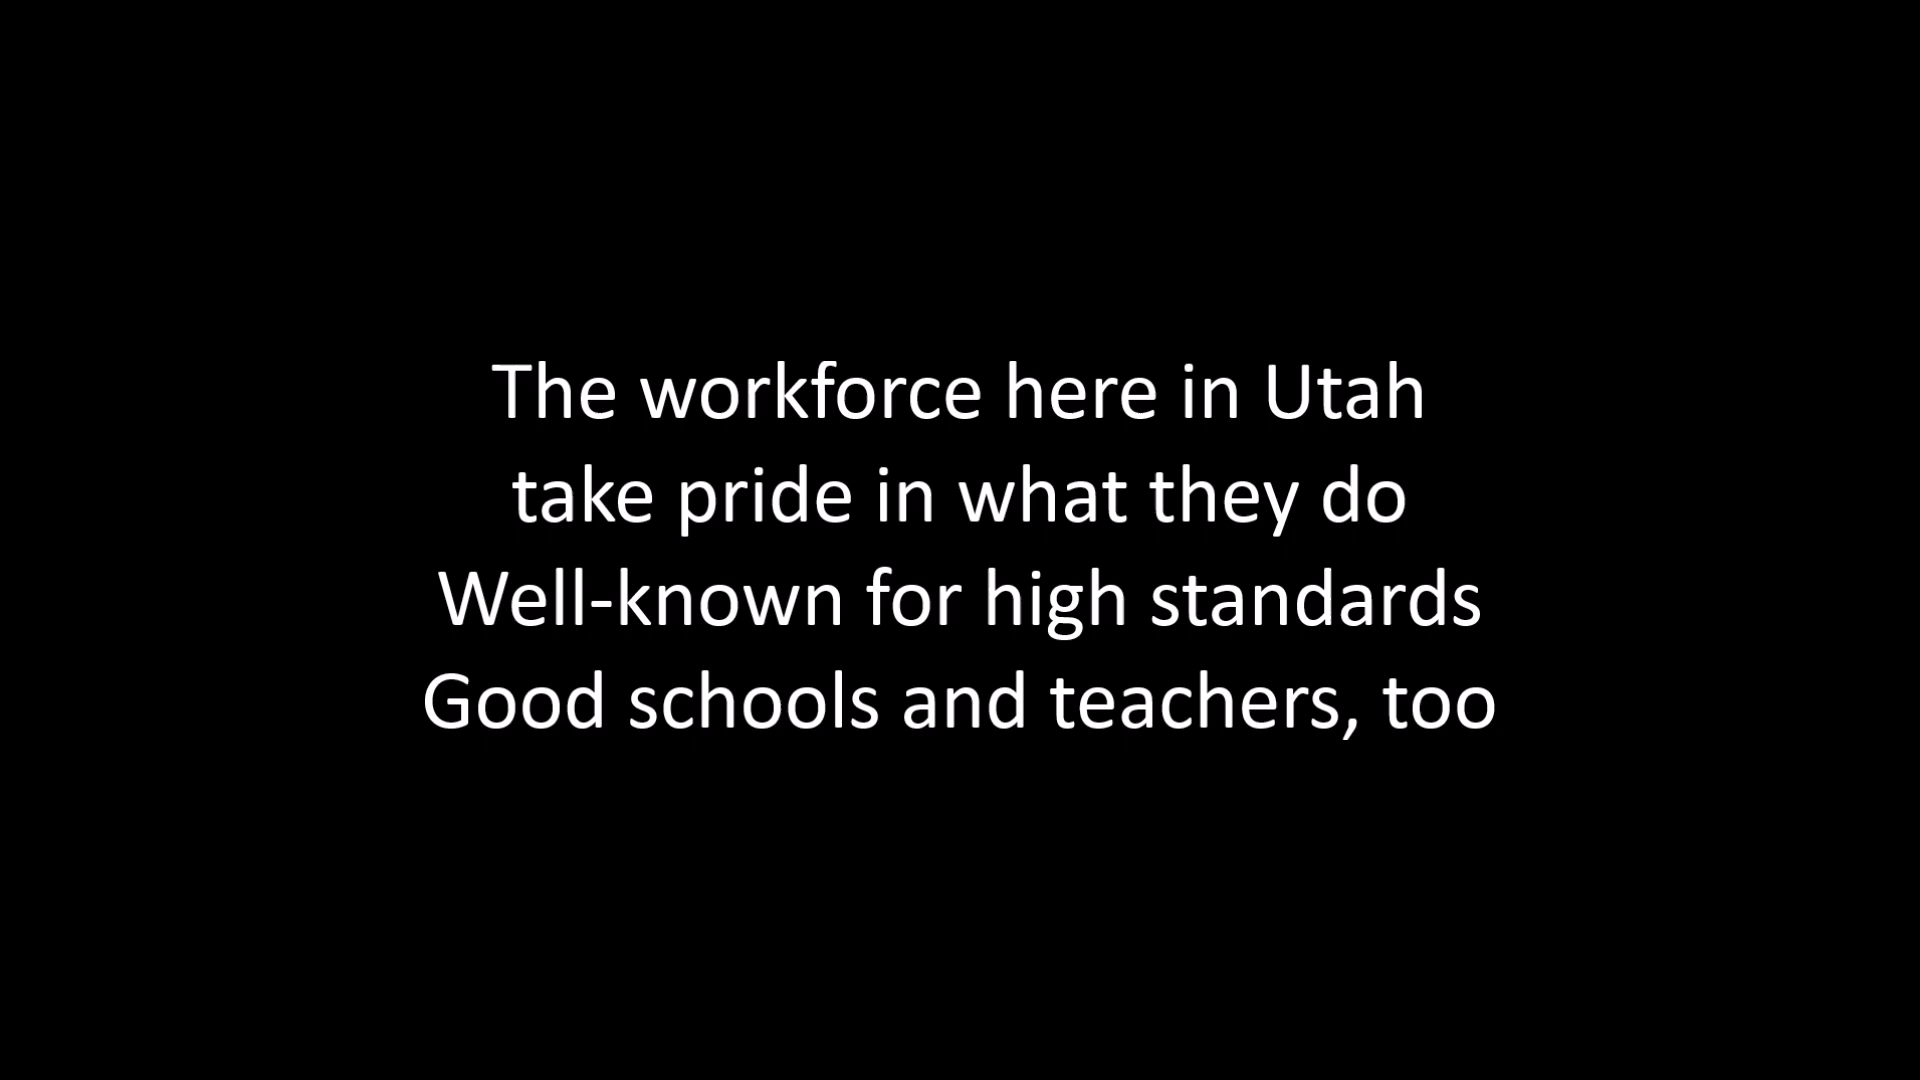 The workforce here in Utah
take pride in what they do
Well-known for high standards
Good schools and teachers, too